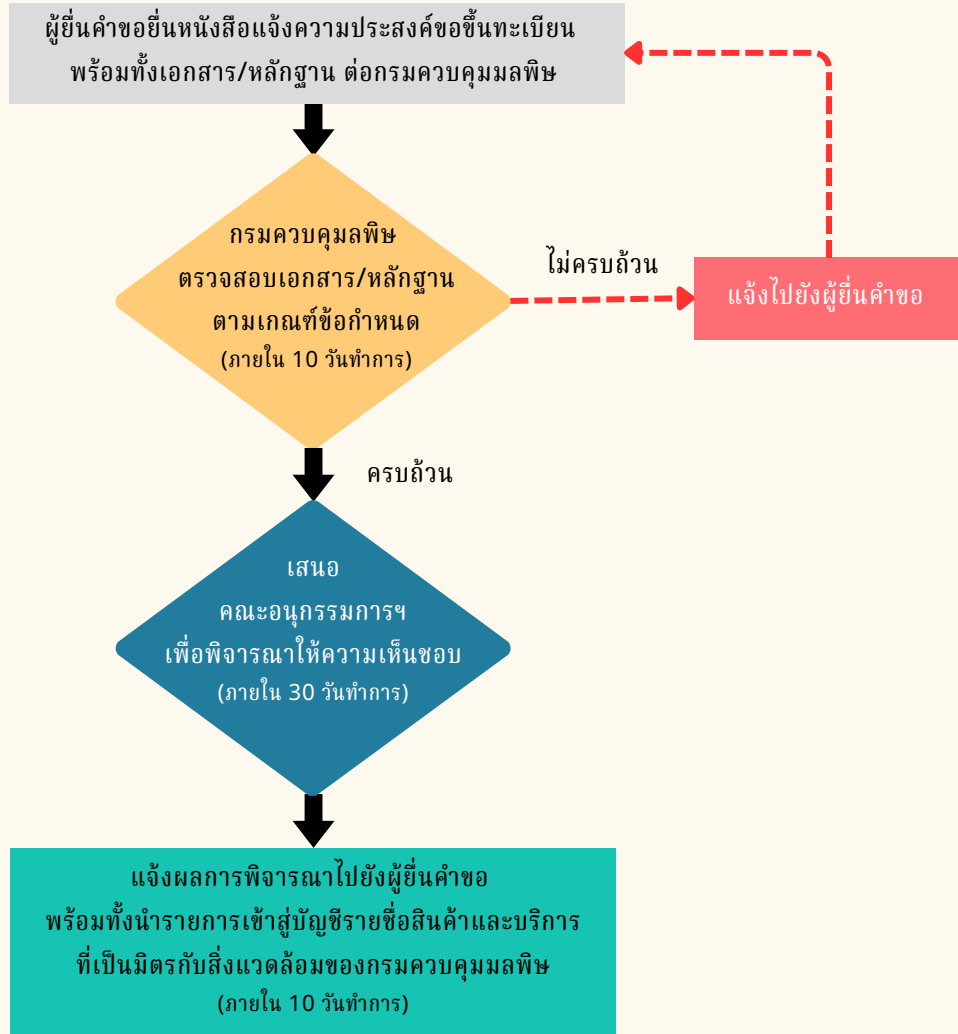 ผู้ยื่นคำขอยื่นหนังสือแจ้งความประสงค์ขอขึ้นทะเบียน
พร้อมทั้งเอกสาร/หลักฐาน ต่อกรมควบคุมมลพิษ
กรมควบคุมมลพิษ
ตรวจสอบเอกสาร/หลักฐาน
ตามเกณฑ์ข้อกำหนด
(ภายใน 10 วันทำการ)
ไม่ครบถ้วน
แจ้งไปยังผู้ยื่นคำขอ
ครบถ้วน
เสนอ
คณะอนุกรรมการฯ
เพื่อพิจารณาให้ความเห็นชอบ
(ภายใน 30 วันทำการ)
แจ้งผลการพิจารณาไปยังผู้ยื่นคำขอ
พร้อมทั้งนำรายการเข้าสู่บัญชีรายชื่อสินค้าและบริการ
ที่เป็นมิตรกับสิ่งแวดล้อมของกรมควบคุมมลพิษ
(ภายใน 10 วันทำการ)